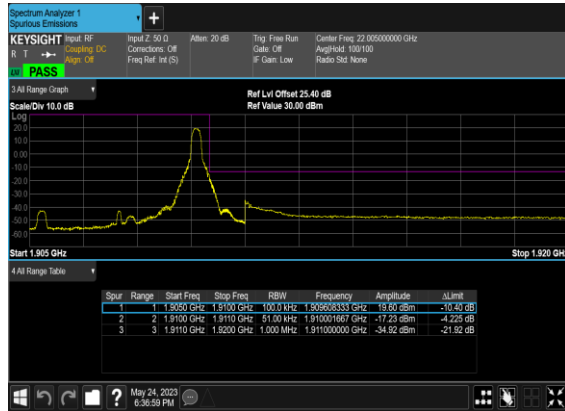 Spectrum Analyzer 1
Spurious Emissions
+
KEYSIGHT Input: RF Input Z: 50 Ω Atten: 20 dB Trig: Free Run Center Freq: 22.005000000 GHz
R T Coupling: DC Corrections: Off Gate: Off Avg|Hold: 100/100
Align: Off Freq Ref: Int (S) IF Gain: Low Radio Std: None
PASS
3 All Range Graph
Ref Lvl Offset 25.40 dB
Scale/Div 10.0 dB Ref Value 30.00 dBm
Log
20.0
10.0
0.00
-10.0
-20.0
-30.0
-40.0
-50.0
-60.0
Start 1.905 GHz Stop 1.920 GH
4 All Range Table
Spur Range Start Freq Stop Freq RBW Frequency Amplitude ΔLimit
1 1 1.9050 GHz 1.9100 GHz 100.0 kHz 1.909608333 GHz 19.60 dBm -10.40 dB
2 2 1.9100 GHz 1.9110 GHz 51.00 kHz 1.910001667 GHz -17.23 dBm -4.225 dB
3 3 1.9110 GHz 1.9200 GHz 1.000 MHz 1.911000000 GHz -34.92 dBm -21.92 dB
?
May 24, 2023
6:36:59 PM